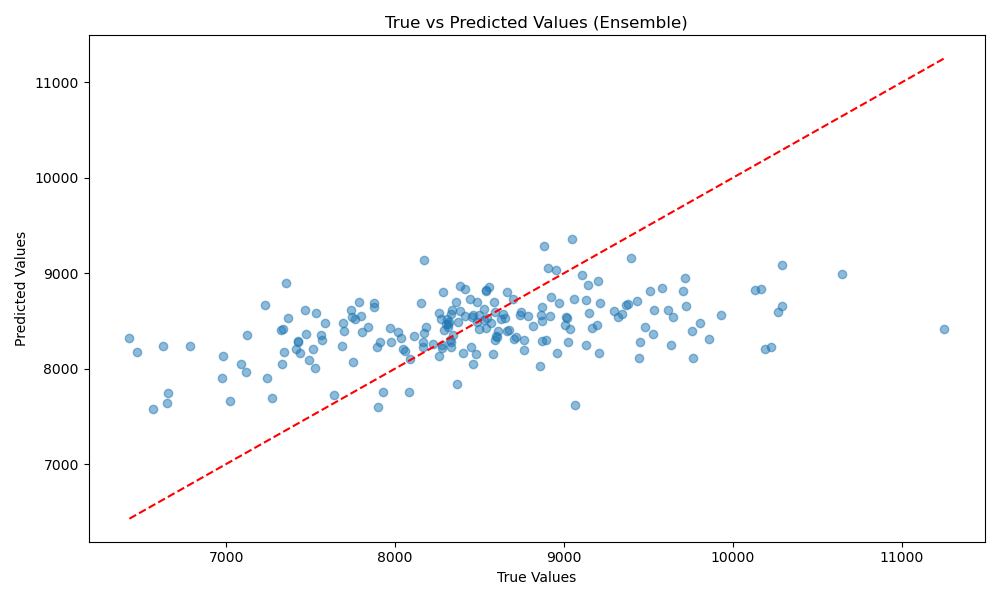 True vs Predicted Values (Ensemble)
11000
10000
9000
8000
7000
Predicted Values
7000 8000 9000 10000 11000
True Values